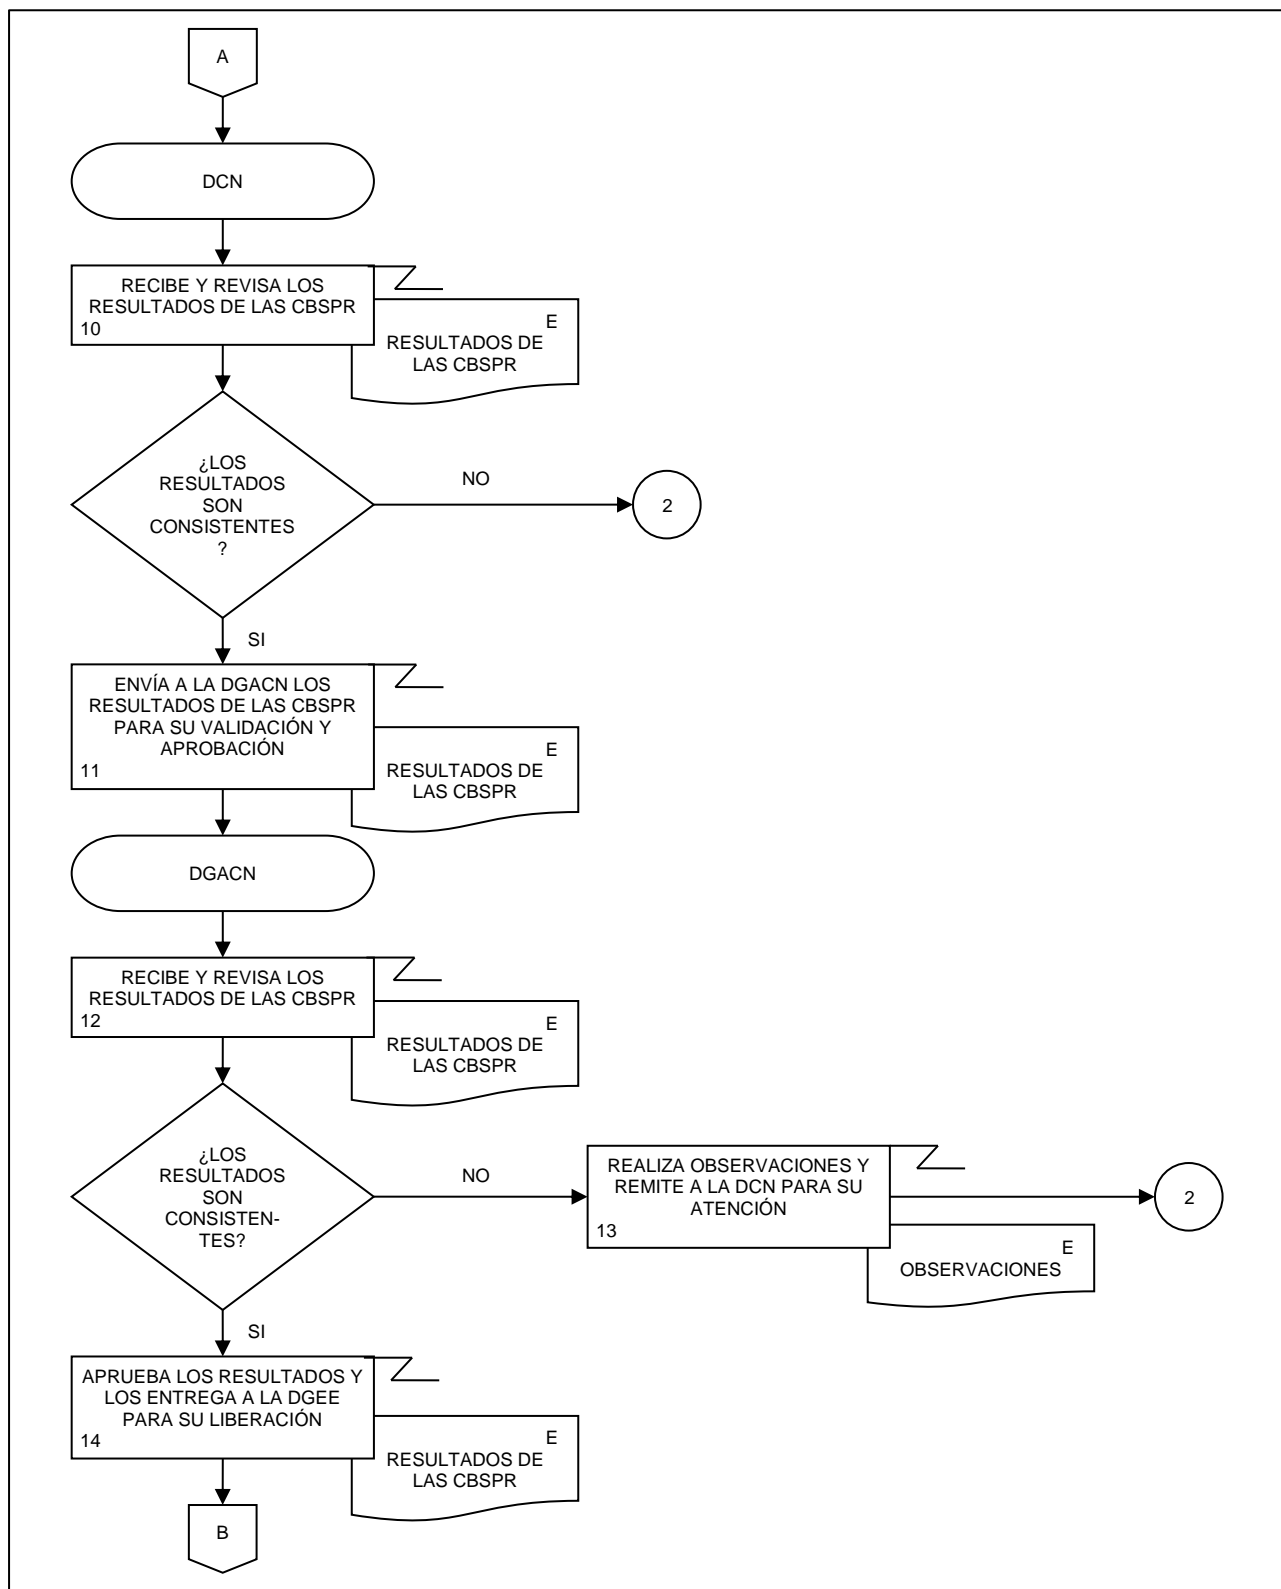 A
DCN
RECIBE Y REVISA LOS
RESULTADOS DE LAS CBSPR
10
E
RESULTADOS DE
LAS CBSPR
¿LOS
RESULTADOS
SON
CONSISTENTES
?
NO
2
SI
ENVÍA A LA DGACN LOS
RESULTADOS DE LAS CBSPR
PARA SU VALIDACIÓN Y
APROBACIÓN
11
E
RESULTADOS DE
LAS CBSPR
DGACN
RECIBE Y REVISA LOS
RESULTADOS DE LAS CBSPR
12
E
RESULTADOS DE
LAS CBSPR
¿LOS
RESULTADOS
SON
CONSISTEN-
TES?
NO
REALIZA OBSERVACIONES Y
REMITE A LA DCN PARA SU
ATENCIÓN
13
E
OBSERVACIONES
2
SI
APRUEBA LOS RESULTADOS Y
LOS ENTREGA A LA DGEE
PARA SU LIBERACIÓN
14
E
RESULTADOS DE
LAS CBSPR
B